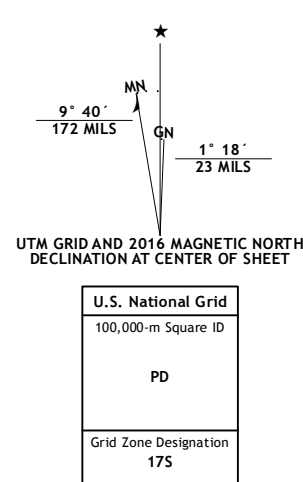 ★
MN
9° 40´
172 MILS
GN
1° 18´
23 MILS
UTM GRID AND 2016 MAGNETIC NORTH
DECLINATION AT CENTER OF SHEET
U.S. National Grid
100,000-m Square ID
PD
Grid Zone Designation
17S